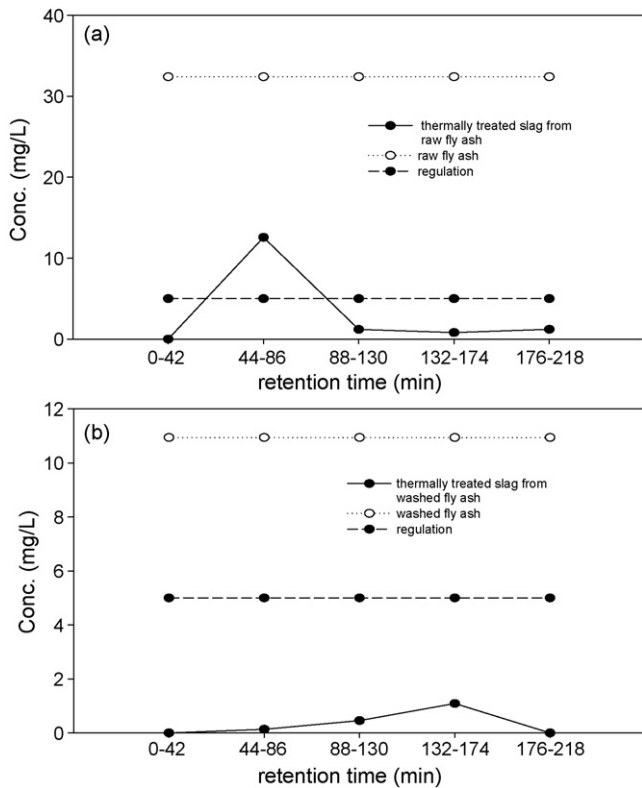 (a)
Conc. (mg/L)
40
30
20
10
0
thermally treated slag from
raw fly ash
raw fly ash
regulation
0-42 44-86 88-130 132-174 176-218
retention time (min)
(b)
Conc. (mg/L)
12
10
8
6
4
2
0
thermally treated slag from
washed fly ash
washed fly ash
regulation
0-42 44-86 88-130 132-174 176-218
retention time (min)